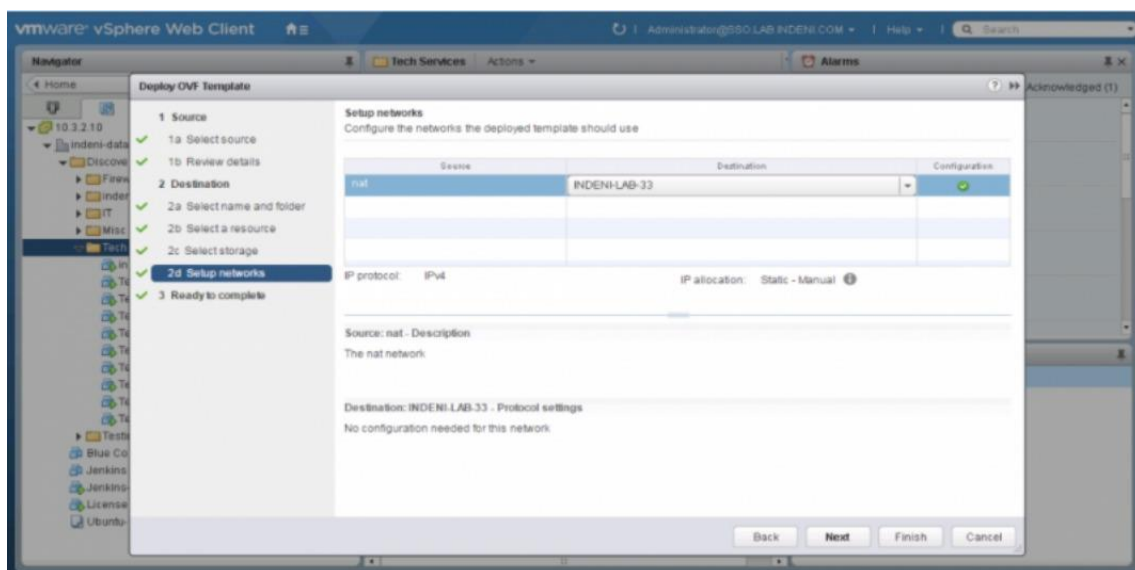 vmware vSphere Web Client
Administrator@SSO.LAB.INDENI.COM | Help | Search
Navigator
Tech Services Actions
Alarms
Home
Deploy OVF Template
Acknowledged (1)
10.3.2.10
indeni-data
Discove
Firew
IT
Misc
Tech
Blue Co
Jenkins
Jenkins-
License
Ubuntu-
1 Source
1a Select source
1b Review details
2 Destination
2a Select name and folder
2b Select a resource
2c Select storage
2d Setup networks
3 Ready to complete
Setup networks
Configure the networks the deployed template should use
Source Destination Configuration
nat INDENI-LAB-33
IP protocol: IPv4 IP allocation: Static - Manual
Source: nat - Description
The nat network
Destination: INDENI-LAB-33 - Protocol settings
No configuration needed for this network
Back Next Finish Cancel